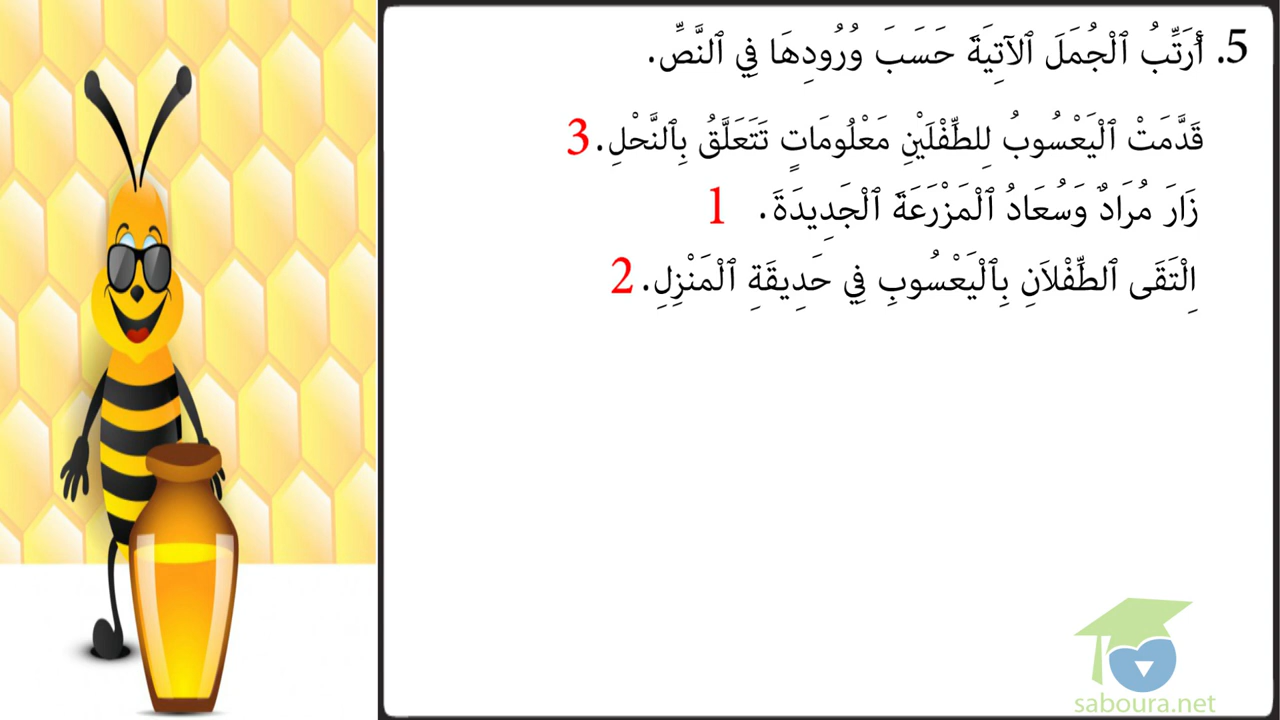 5. أُرَتِّبُ ٱلْجُمَلَ ٱلآتِيَةَ حَسَبَ وُرُودِهَا فِي ٱلنَّصِّ.
قَدَّمَتْ ٱلْيَعْسُوبُ لِلطِّفْلَيْنِ مَعْلُومَاتٍ تَتَعَلَّقُ بِٱلنَّحْلِ. 3
زَارَ مُرَادٌ وَسُعَادُ ٱلْمَزْرَعَةَ ٱلْجَدِيدَةَ. 1
اِلْتَقَى ٱلطِّفْلاَنِ بِٱلْيَعْسُوبِ فِي حَدِيقَةِ ٱلْمَنْزِلِ. 2
saboura.net